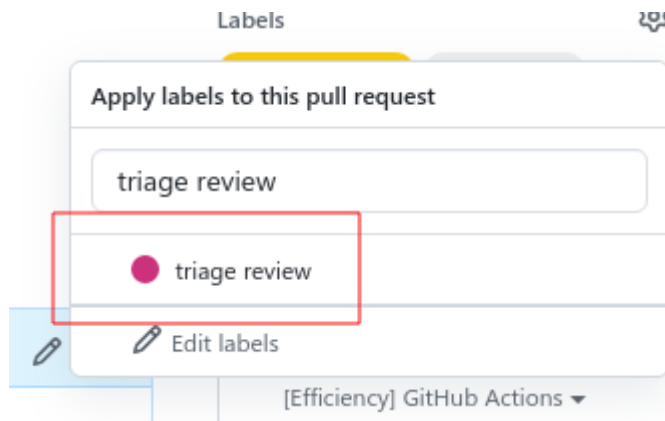 Labels
Apply labels to this pull request
triage review
triage review
Edit labels
[Efficiency] GitHub Actions